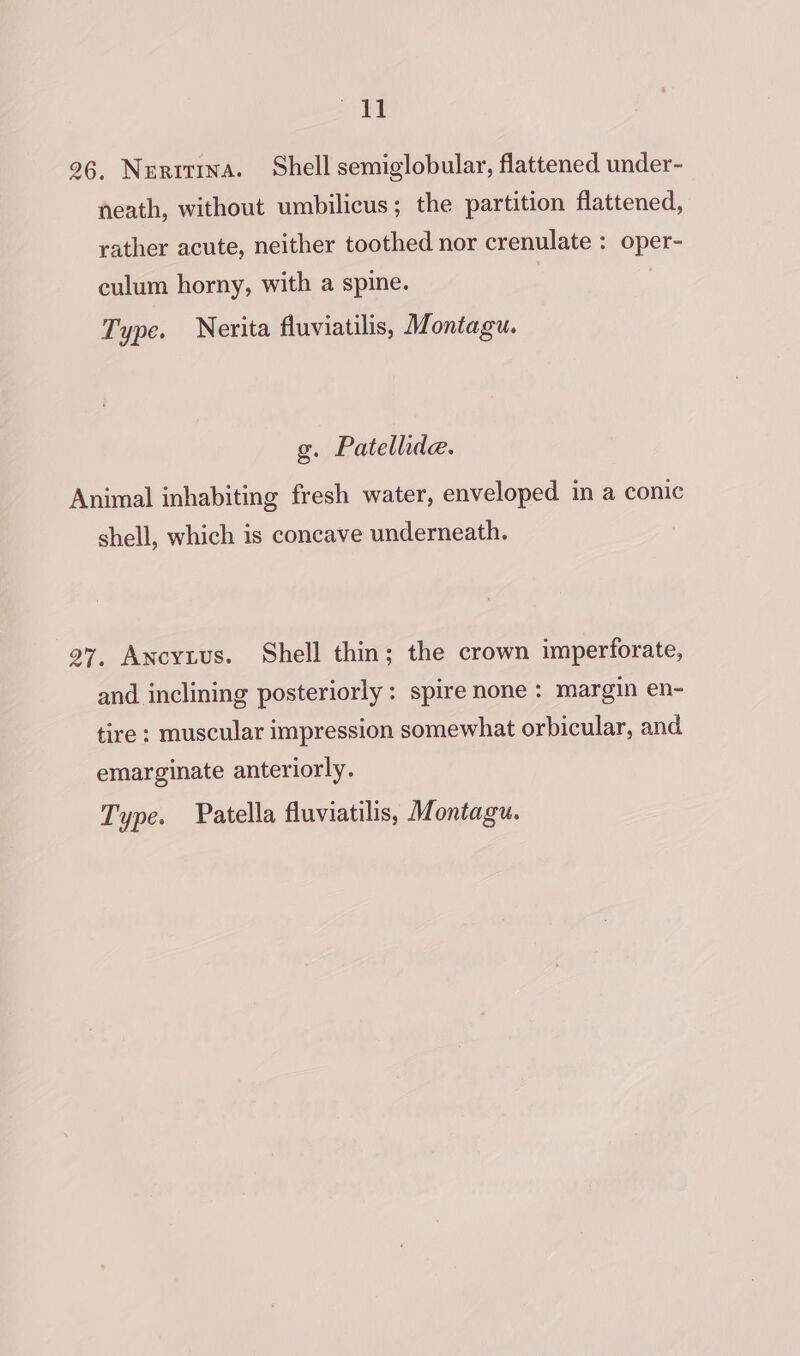 11
26. Neritina. Shell semiglobular, flattened under-
neath, without umbilicus; the partition flattened,
rather acute, neither toothed nor crenulate : oper-
culum horny, with a spine.
Type. Nerita fluviatilis, Montagu.
g. Patellidæ.
Animal inhabiting fresh water, enveloped in a conic
shell, which is concave underneath.
27. Ancylus. Shell thin; the crown imperforate,
and inclining posteriorly : spire none : margin en-
tire : muscular impression somewhat orbicular, and
emarginate anteriorly.
Type. Patella fluviatilis, Montagu.